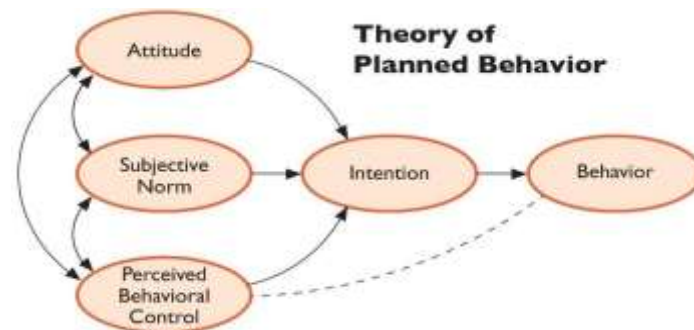 Theory of
Planned Behavior
Attitude
Subjective
Norm
Intention
Behavior
Perceived
Behavioral
Control